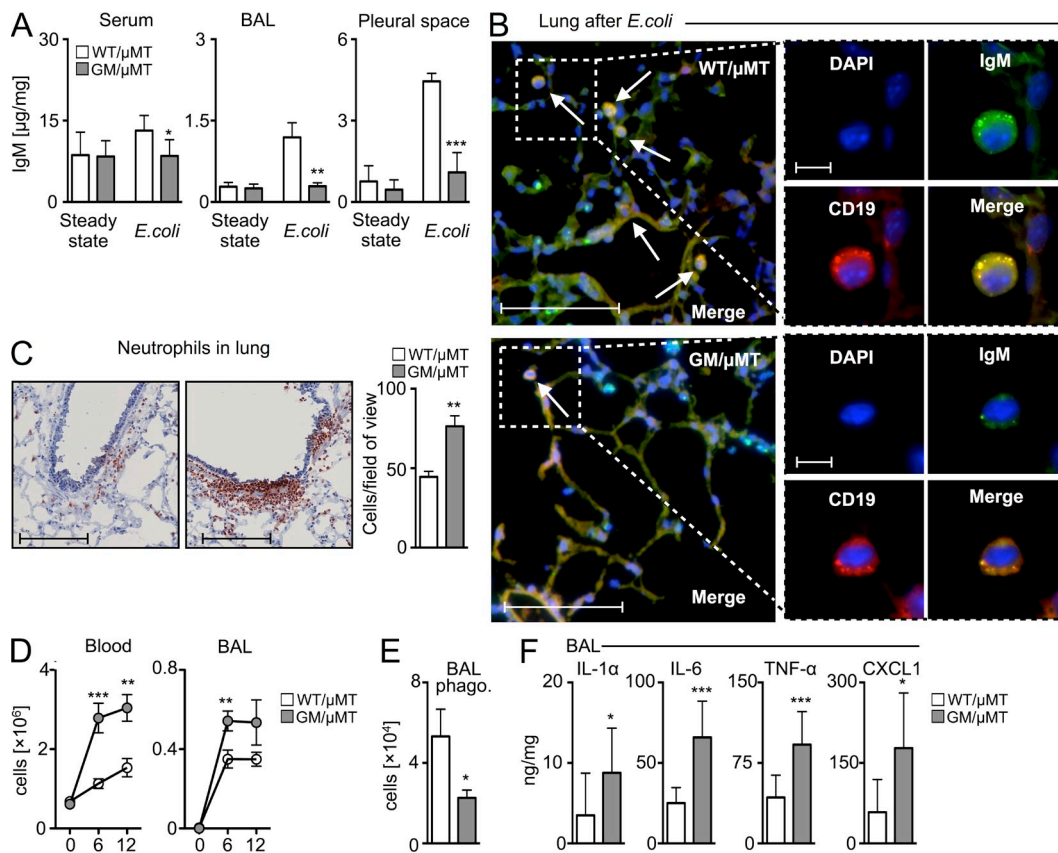 A
Serum
BAL
Pleural space
IgM [µg/mg]
30
15
0
3
2
1
0
6
3
0
WT/µMT
GM/µMT
*
**
***
Steady state
E.coli
Steady state
E.coli
Steady state
E.coli
B
Lung after E.coli
WT/µMT
Merge
DAPI
IgM
CD19
Merge
GM/µMT
Merge
DAPI
IgM
CD19
Merge
C
Neutrophils in lung
WT/µMT
GM/µMT
Cells/field of view
100
50
0
**
D
Blood
BAL
cells [×10⁶]
4
2
0
***
**
0 6 12
0.8
0.4
0
**
0 6 12
WT/µMT
GM/µMT
E
BAL
phago.
cells [×10⁴]
8
4
0
*
F
BAL
IL-1α
IL-6
TNF-α
CXCL1
ng/mg
20
10
0
*
100
50
0
***
150
75
0
***
300
150
0
*
WT/µMT
GM/µMT